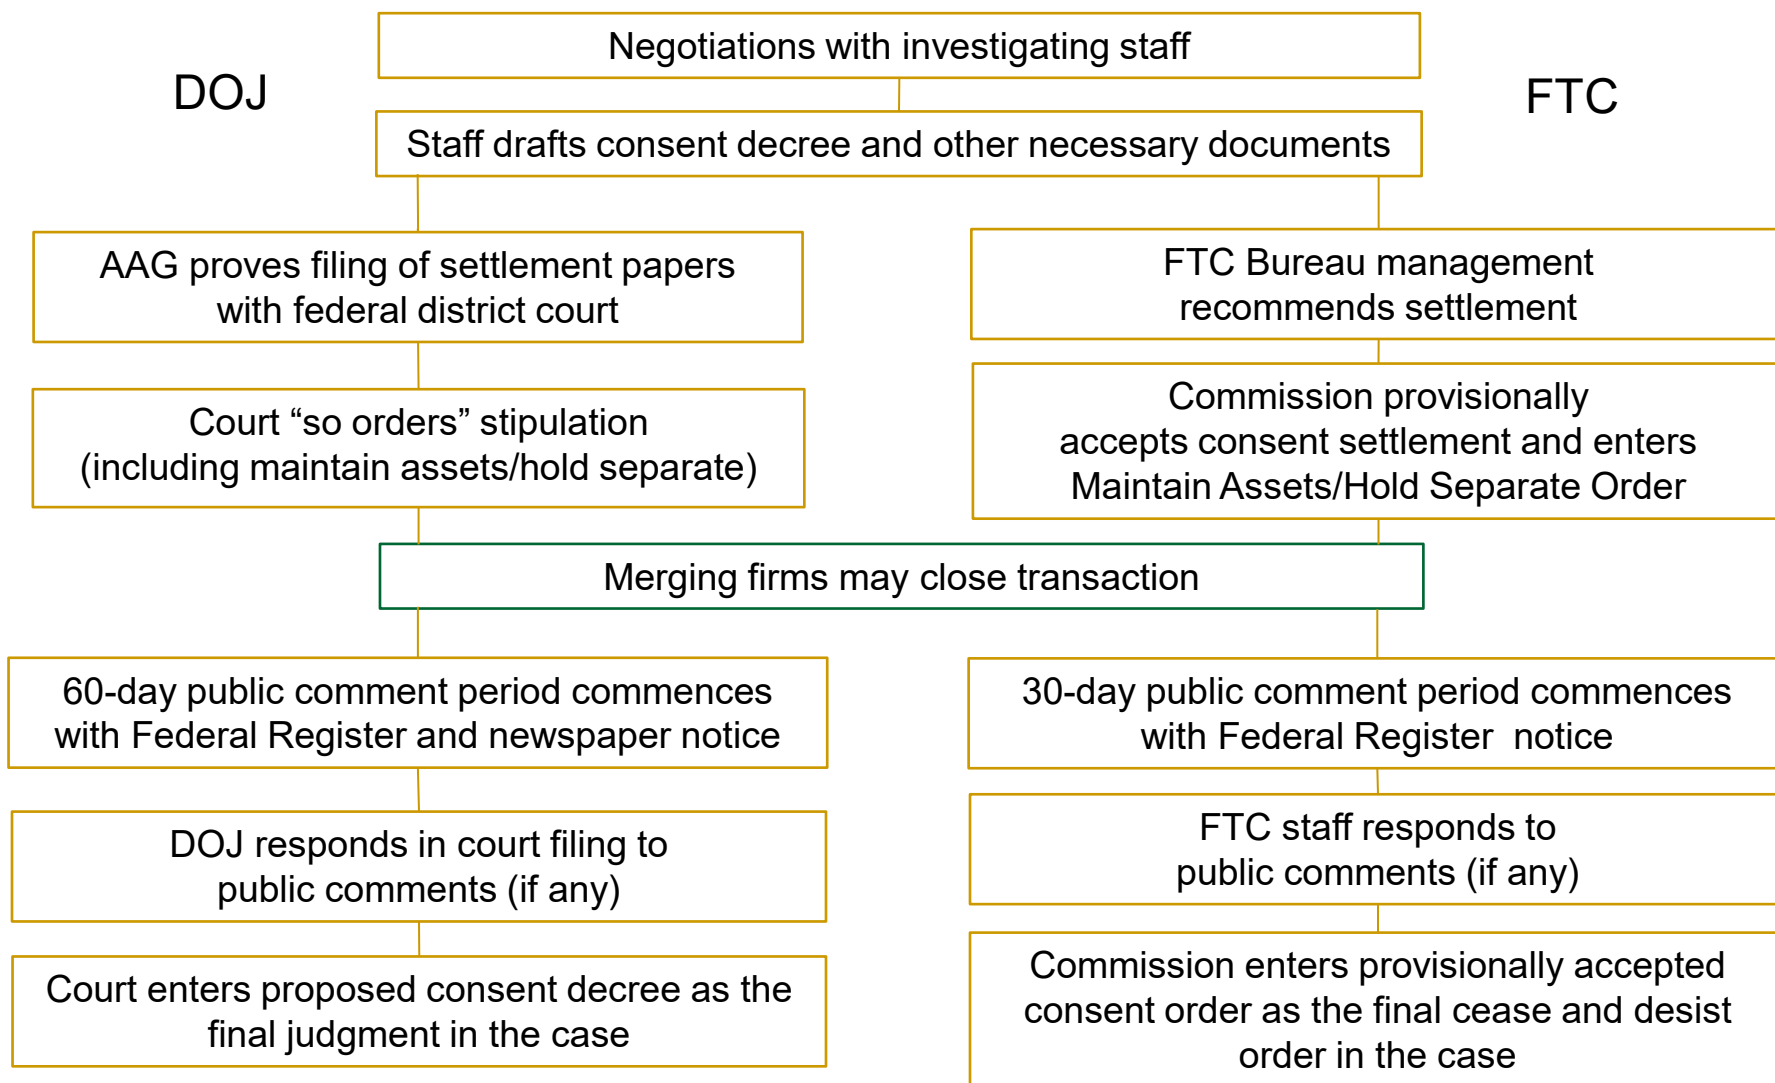 Negotiations with investigating staff
DOJ
FTC
Staff drafts consent decree and other necessary documents
AAG proves filing of settlement papers
with federal district court
FTC Bureau management
recommends settlement
Court “so orders” stipulation
(including maintain assets/hold separate)
Commission provisionally
accepts consent settlement and enters
Maintain Assets/Hold Separate Order
Merging firms may close transaction
60-day public comment period commences
with Federal Register and newspaper notice
30-day public comment period commences
with Federal Register notice
DOJ responds in court filing to
public comments (if any)
FTC staff responds to
public comments (if any)
Court enters proposed consent decree as the
final judgment in the case
Commission enters provisionally accepted
consent order as the final cease and desist
order in the case